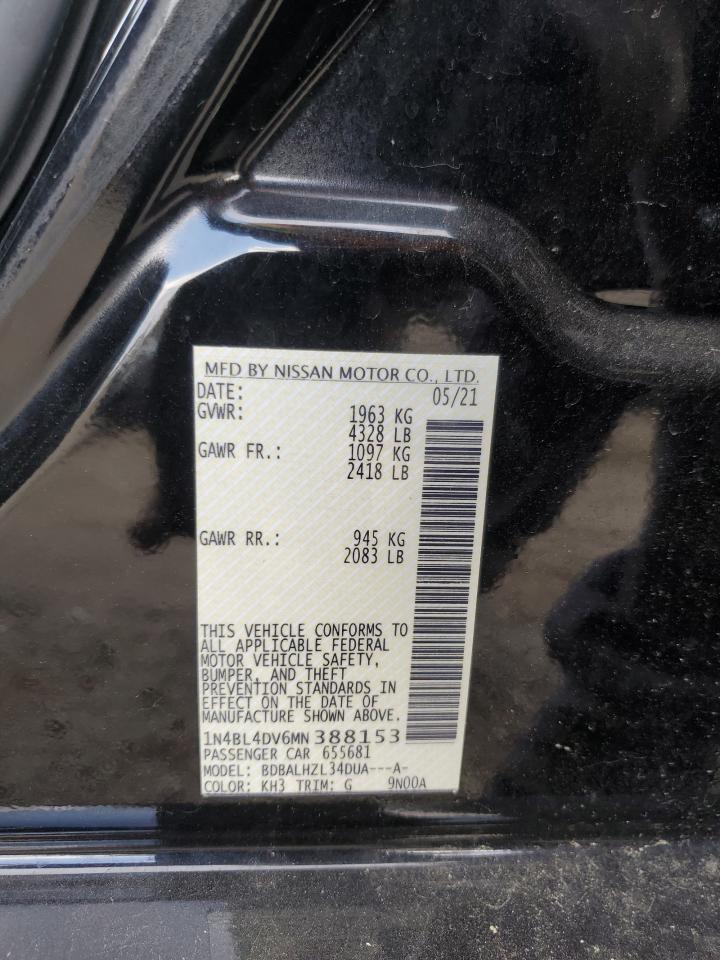 MFD BY NISSAN MOTOR CO., LTD.
DATE: 05/21
GVWR: 1963 KG
4328 LB
GAWR FR.: 1097 KG
2418 LB
GAWR RR.: 945 KG
2083 LB
THIS VEHICLE CONFORMS TO
ALL APPLICABLE FEDERAL
MOTOR VEHICLE SAFETY,
BUMPER, AND THEFT
PREVENTION STANDARDS IN
EFFECT ON THE DATE OF
MANUFACTURE SHOWN ABOVE.
1N4BL4DV6MN388153
PASSENGER CAR 655681
MODEL: BDBALHZL34DUA---A-
COLOR: KH3 TRIM: G 9N00A